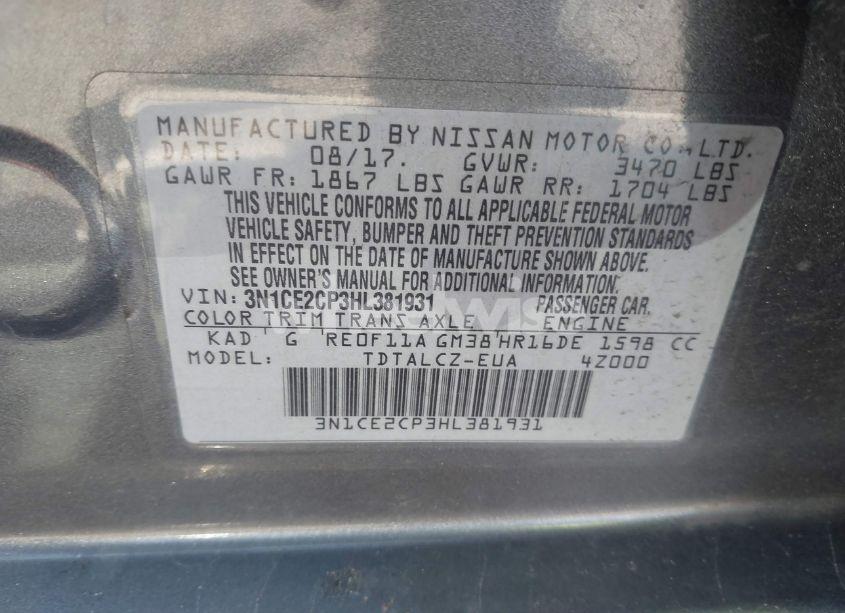 MANUFACTURED BY NISSAN MOTOR CO., LTD.
DATE: 08/17. GVWR: 3470 LBS
GAWR FR: 1867 LBS GAWR RR: 1704 LBS
THIS VEHICLE CONFORMS TO ALL APPLICABLE FEDERAL MOTOR
VEHICLE SAFETY, BUMPER AND THEFT PREVENTION STANDARDS
IN EFFECT ON THE DATE OF MANUFACTURE SHOWN ABOVE.
SEE OWNER'S MANUAL FOR ADDITIONAL INFORMATION.
VIN: 3N1CE2CP3HL381931 PASSENGER CAR.
COLOR TRIM TRANS AXLE ENGINE
KAD G RE0F11A GM38 HR16DE 1598 CC
MODEL: TDTALCZ-EUA 4Z000
3N1CE2CP3HL381931